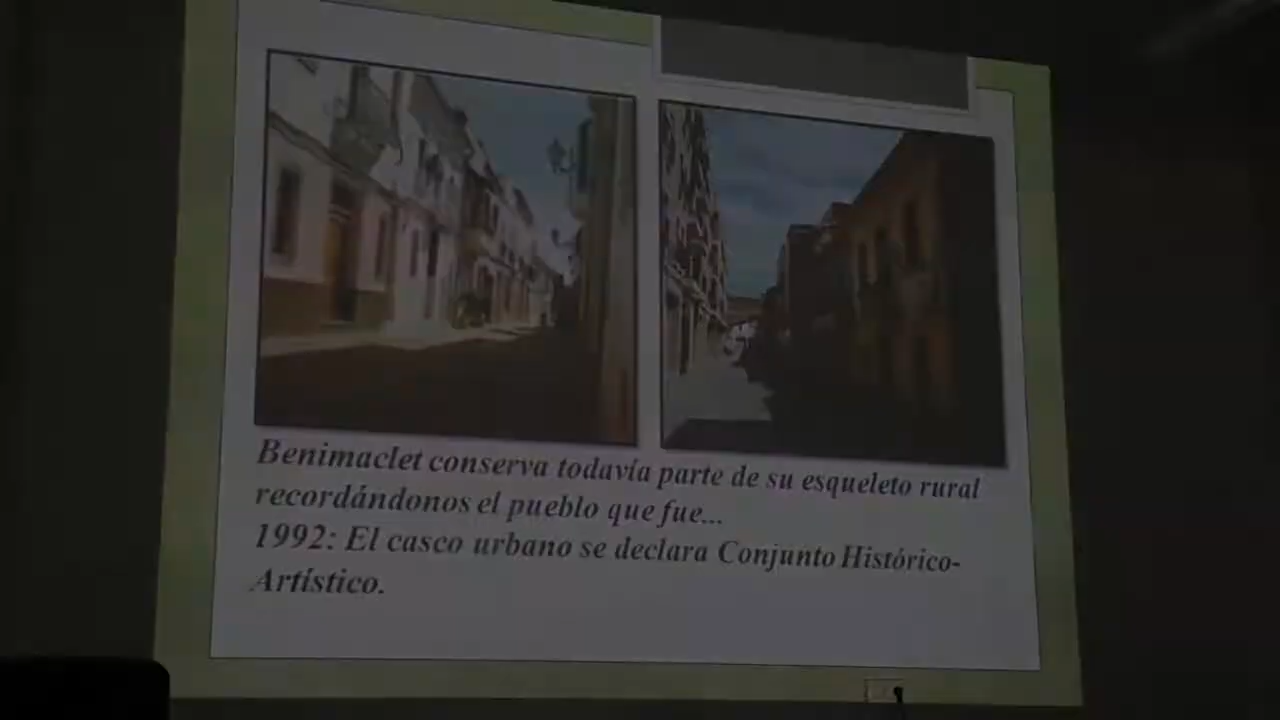 Benimaclet conserva todavía parte de su esqueleto rural
recordándonos el pueblo que fue...
1992: El casco urbano se declara Conjunto Histórico-
Artístico.